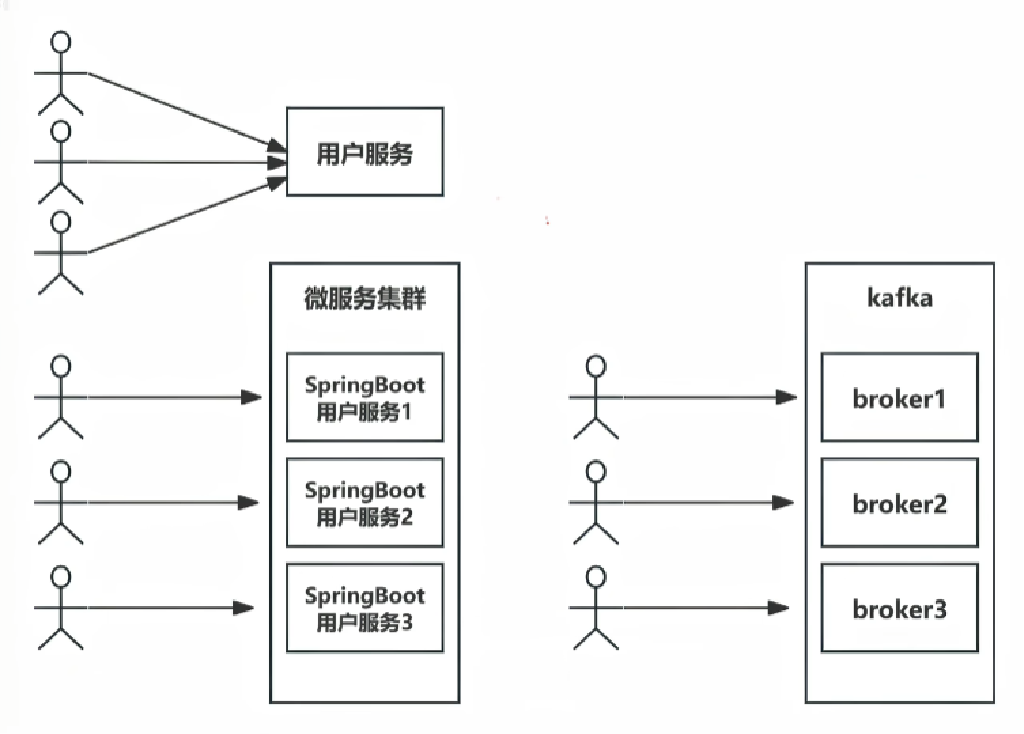 用户服务
微服务集群
SpringBoot
用户服务1
SpringBoot
用户服务2
SpringBoot
用户服务3
kafka
broker1
broker2
broker3